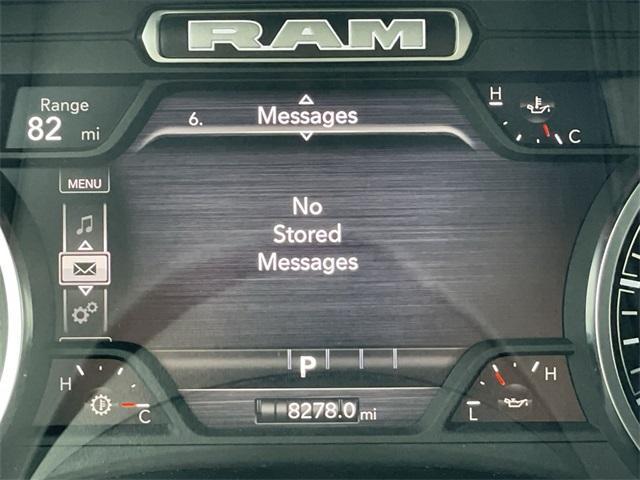 RAM
Range
82 mi
6. Messages
H
C
MENU
No
Stored
Messages
P
H
C
8278.0 mi
H
L